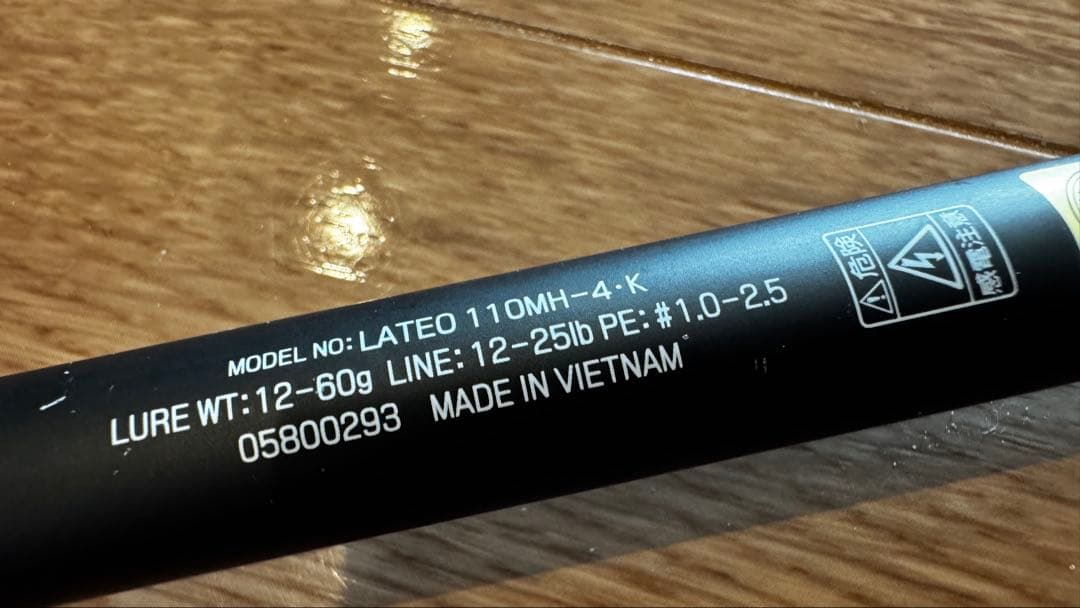 MODEL NO: LATEO 110MH-4・K
LURE WT:12-60g LINE:12-25lb PE:#1.0-2.5
05800293 MADE IN VIETNAM
危険
感電注意